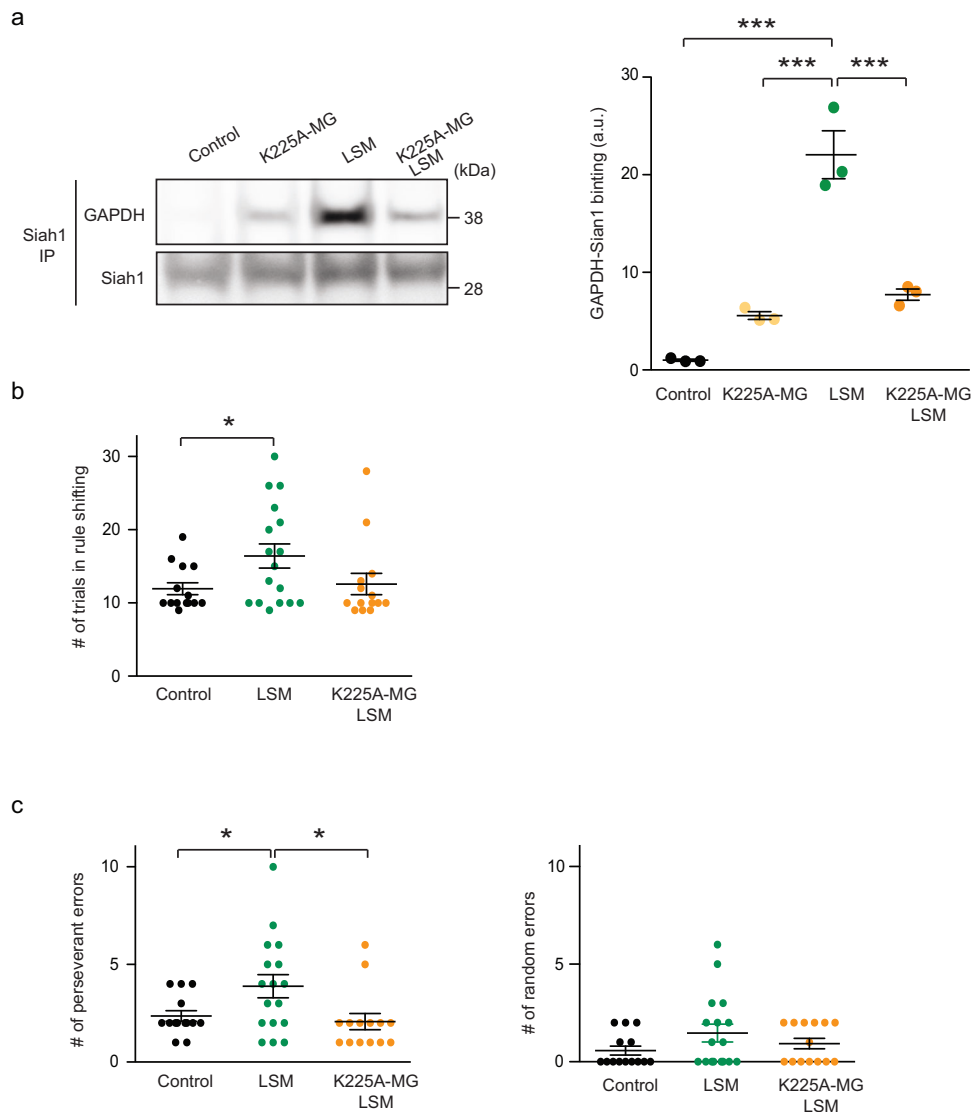 a
Control
K225A-MG
LSM
K225A-MG
LSM
(kDa)
Siah1
IP
GAPDH
38
Siah1
28
***
***
***
30
20
10
0
GAPDH-Sian1 binting (a.u.)
Control
K225A-MG
LSM
K225A-MG
LSM
b
*
30
20
10
0
# of trials in rule shifting
Control
LSM
K225A-MG
LSM
c
*
*
10
5
0
# of perseverant errors
Control
LSM
K225A-MG
LSM
10
5
0
# of random errors
Control
LSM
K225A-MG
LSM